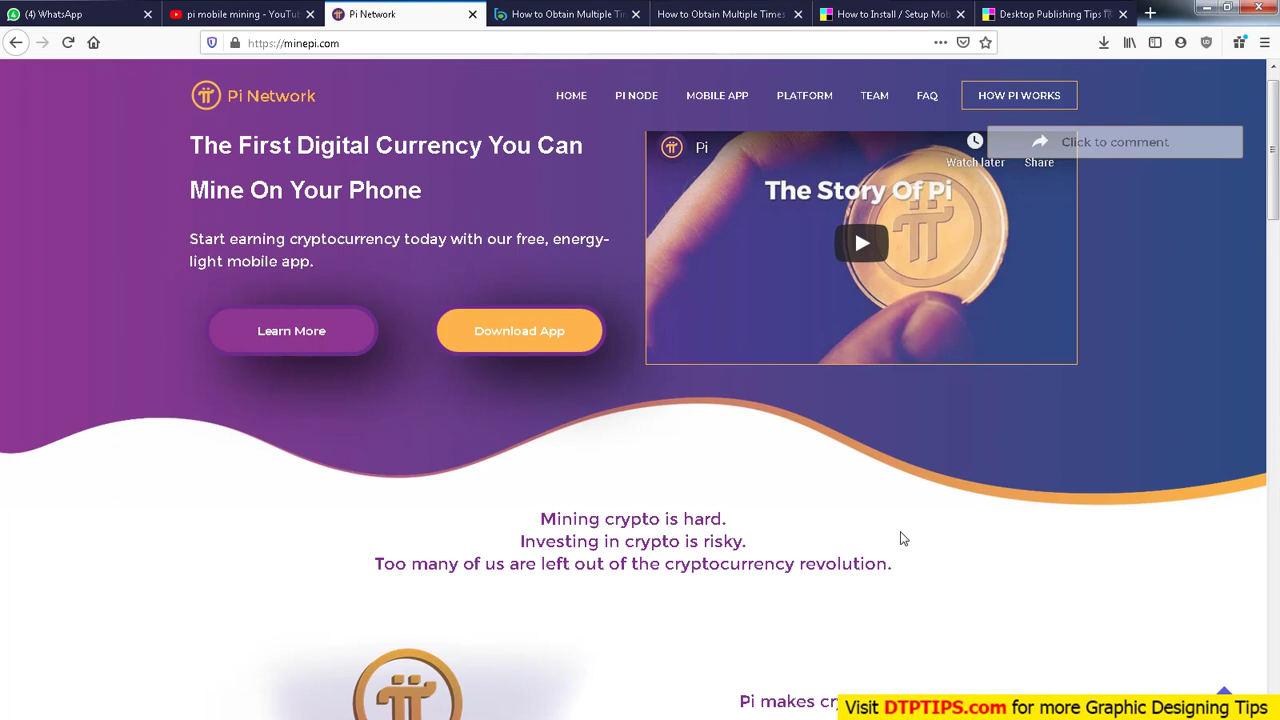 (4) WhatsApp
pi mobile mining - YouTu
Pi Network
How to Obtain Multiple Tim
How to Obtain Multiple Times
How to Install / Setup Mob
Desktop Publishing Tips
https://minepi.com
Pi Network
HOME
PI NODE
MOBILE APP
PLATFORM
TEAM
FAQ
HOW PI WORKS
The First Digital Currency You Can
Mine On Your Phone
Start earning cryptocurrency today with our free, energy-
light mobile app.
Learn More
Download App
Pi
Watch later
Share
Click to comment
The Story Of Pi
Mining crypto is hard.
Investing in crypto is risky.
Too many of us are left out of the cryptocurrency revolution.
Pi makes cry
Visit DTPTIPS.com for more Graphic Designing Tips